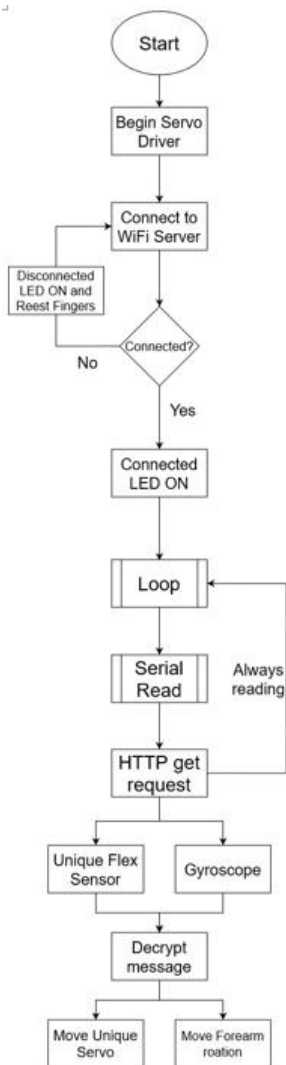 Start
Begin Servo
Driver
Connect to
WiFi Server
Disconnected
LED ON and
Reest Fingers
Connected?
No
Yes
Connected
LED ON
Loop
Always
reading
Serial
Read
HTTP get
request
Unique Flex
Sensor
Gyroscope
Decrypt
message
Move Unique
Servo
Move Forearm
roation